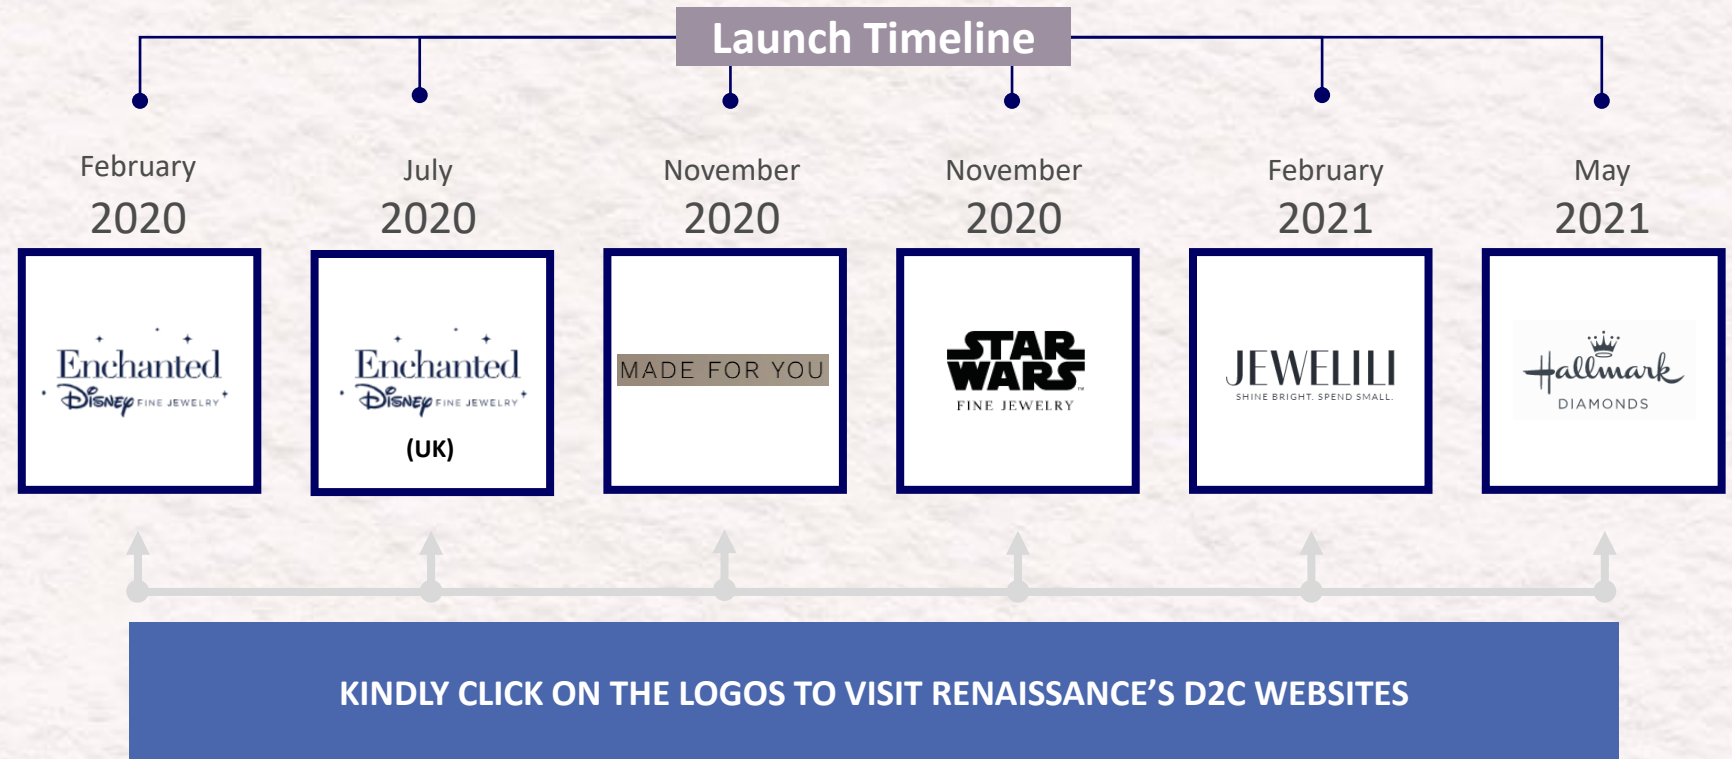 Launch Timeline
February
2020
July
2020
November
2020
November
2020
February
2021
May
2021
Enchanted
Disney FINE JEWELRY
Enchanted
Disney FINE JEWELRY
(UK)
MADE FOR YOU
STAR
WARS™
FINE JEWELRY
JEWELILI
SHINE BRIGHT. SPEND SMALL.
Hallmark
DIAMONDS
KINDLY CLICK ON THE LOGOS TO VISIT RENAISSANCE’S D2C WEBSITES